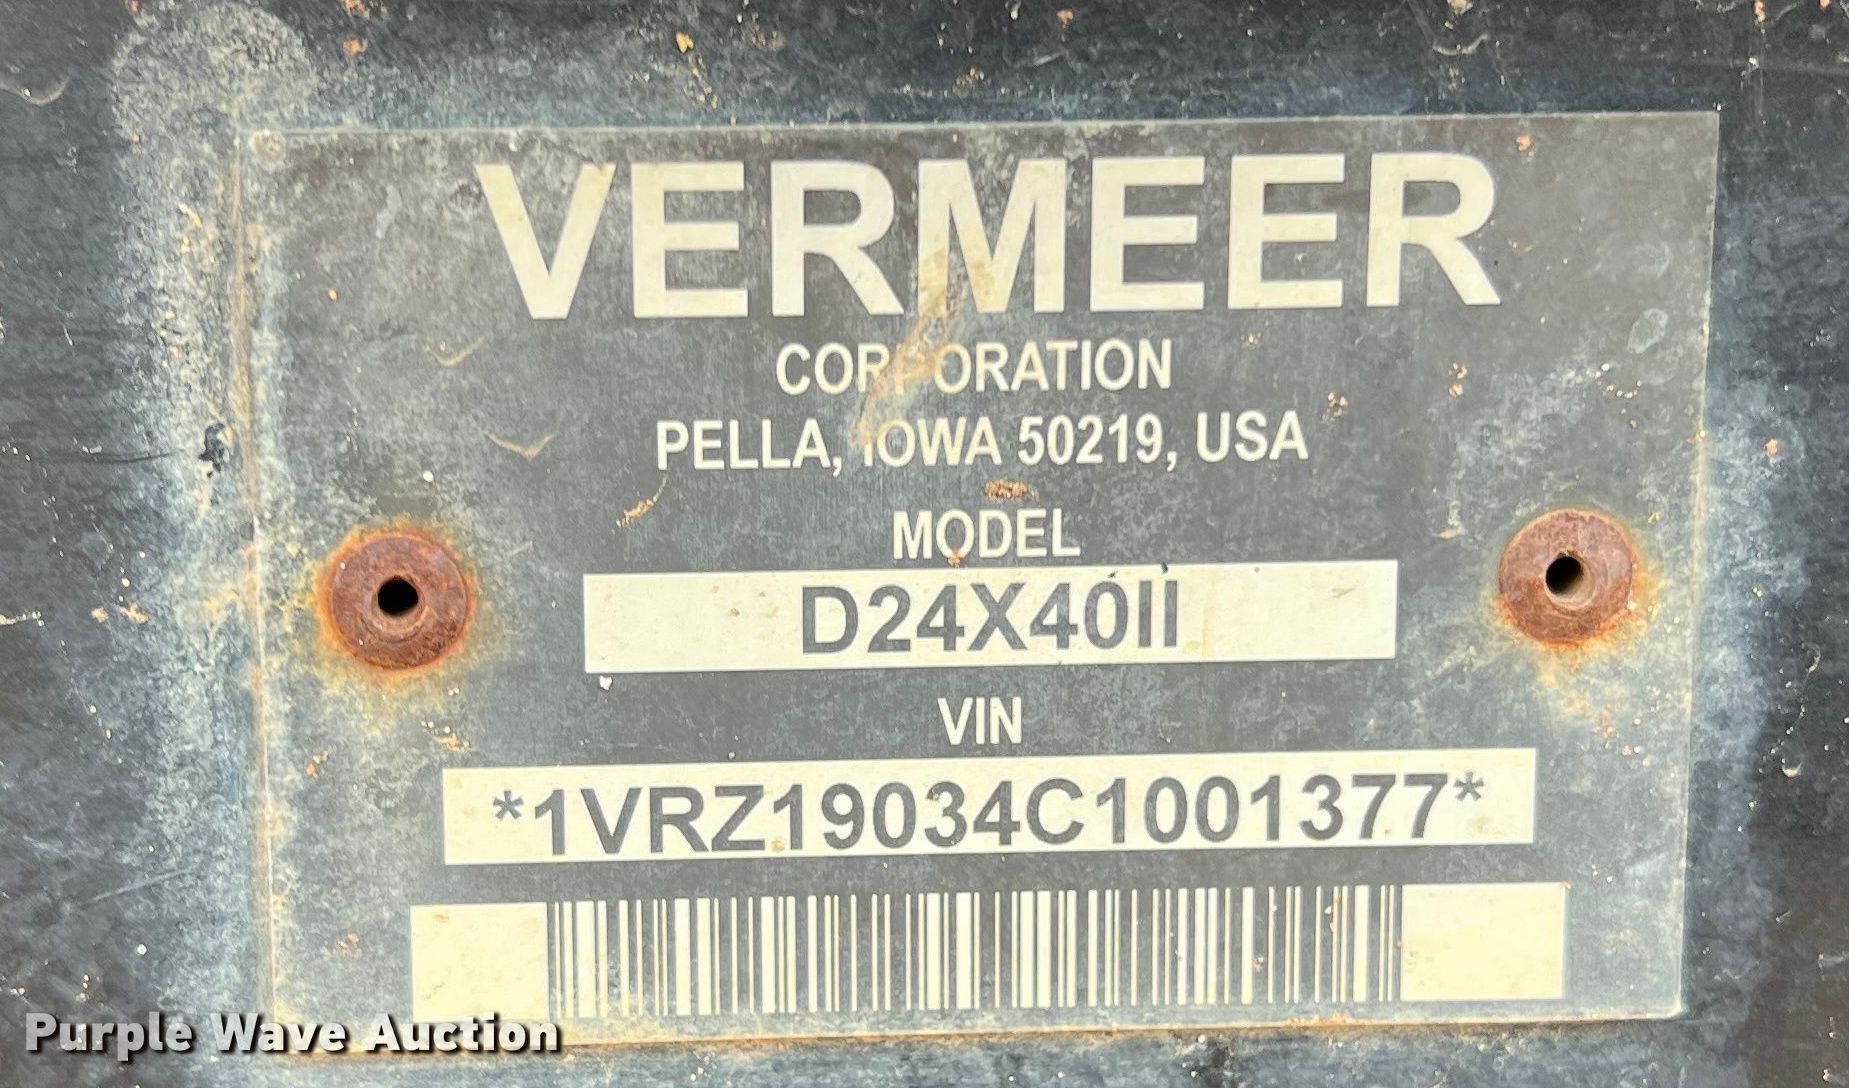 VERMEER
CORPORATION
PELLA, IOWA 50219, USA
MODEL
D24X40II
VIN
*1VRZ19034C1001377*
Purple Wave Auction